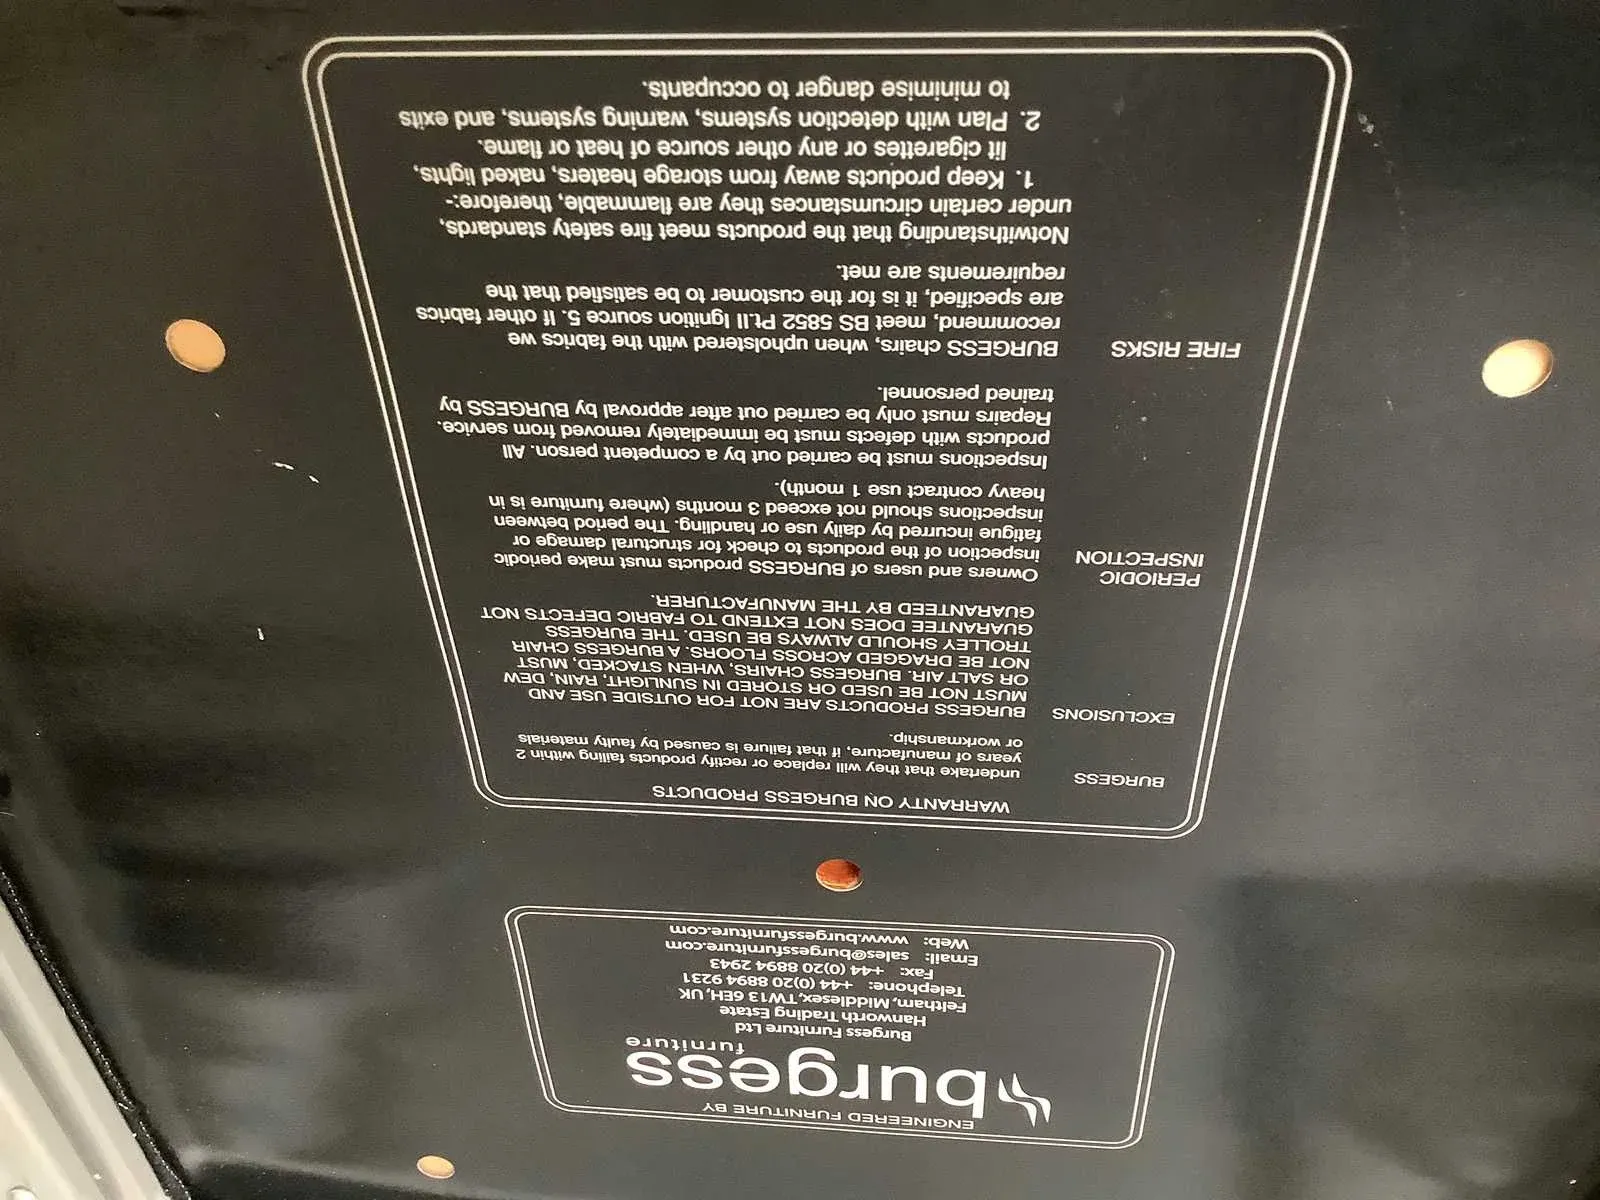 ENGINEERED FURNITURE BY
burgess
furniture
Burgess Furniture Ltd
Hanworth Trading Estate
Feltham, Middlesex, TW13 6EH, UK
Telephone: +44 (0)20 8894 9231
Fax: +44 (0)20 8894 2943
Email: sales@burgessfurniture.com
Web: www.burgessfurniture.com
WARRANTY ON BURGESS PRODUCTS
BURGESS
undertake that they will replace or rectify products failing within 2
years of manufacture, if that failure is caused by faulty materials
or workmanship.
EXCLUSIONS
BURGESS PRODUCTS ARE NOT FOR OUTSIDE USE AND
MUST NOT BE USED OR STORED IN SUNLIGHT, RAIN, DEW
OR SALT AIR. BURGESS CHAIRS, WHEN STACKED, MUST
NOT BE DRAGGED ACROSS FLOORS. A BURGESS CHAIR
TROLLEY SHOULD ALWAYS BE USED. THE BURGESS
GUARANTEE DOES NOT EXTEND TO FABRIC DEFECTS NOT
GUARANTEED BY THE MANUFACTURER.
PERIODIC
INSPECTION
Owners and users of BURGESS products must make periodic
inspection of the products to check for structural damage or
fatigue incurred by daily use or handling. The period between
inspections should not exceed 3 months (where furniture is in
heavy contract use 1 month).
Inspections must be carried out by a competent person. All
products with defects must be immediately removed from service.
Repairs must only be carried out after approval by BURGESS by
trained personnel.
FIRE RISKS
BURGESS chairs, when upholstered with the fabrics we
recommend, meet BS 5852 Pt.II Ignition source 5. If other fabrics
are specified, it is for the customer to be satisfied that the
requirements are met.
Notwithstanding that the products meet fire safety standards,
under certain circumstances they are flammable, therefore:-
1. Keep products away from storage heaters, naked lights,
lit cigarettes or any other source of heat or flame.
2. Plan with detection systems, warning systems, and exits
to minimise danger to occupants.